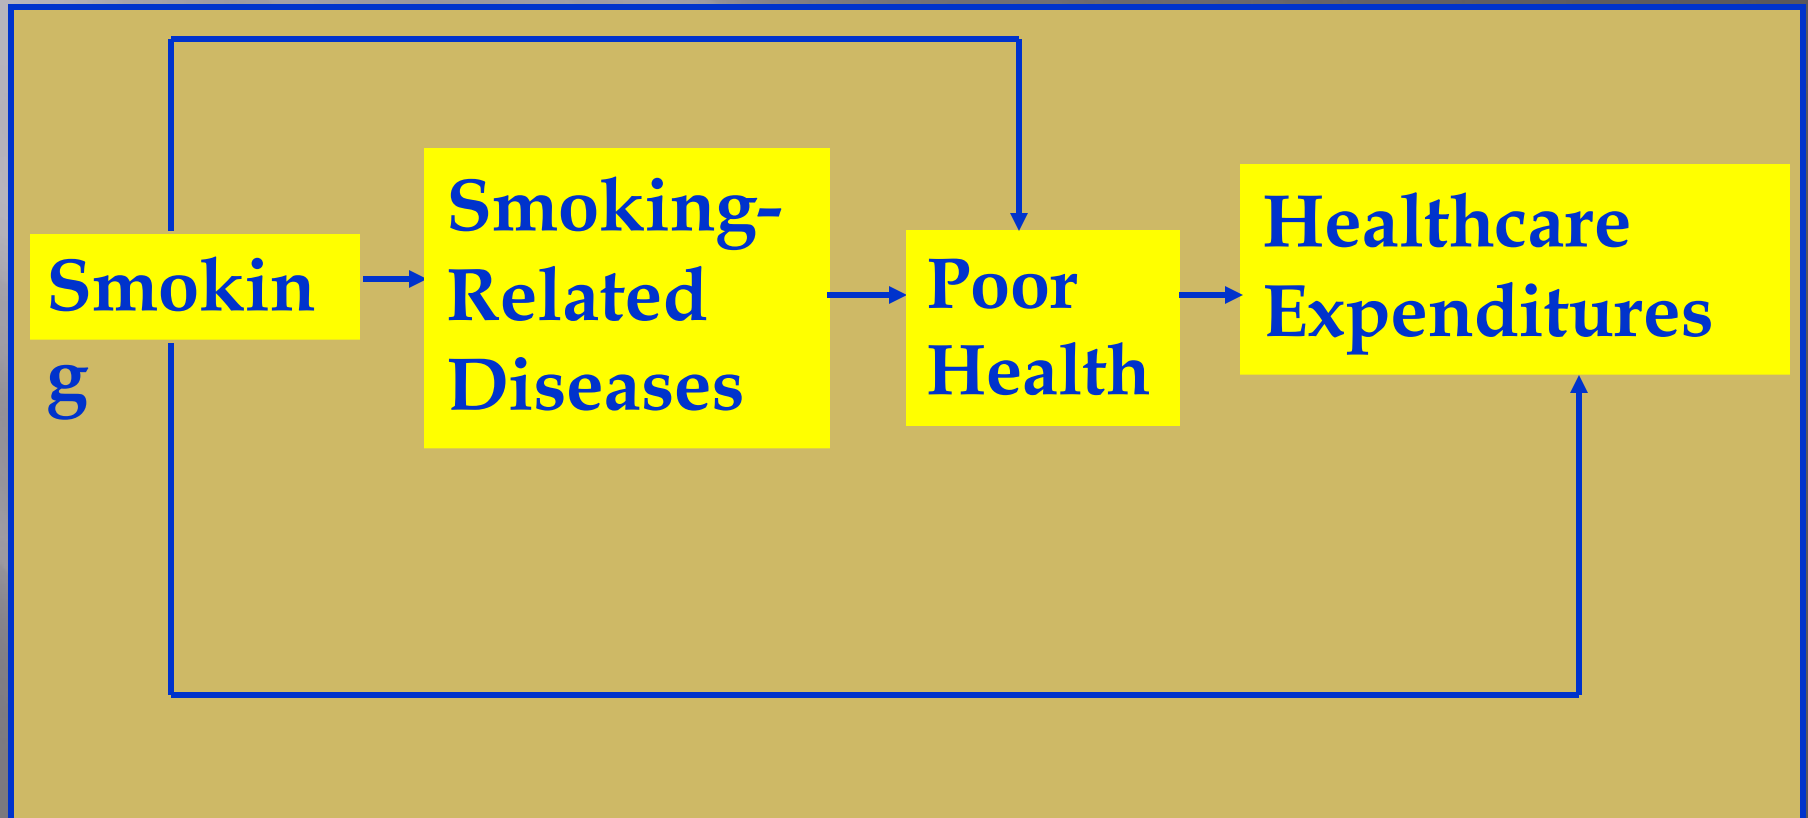 Smokin
g
Smoking-
Related
Diseases
Poor
Health
Healthcare
Expenditures